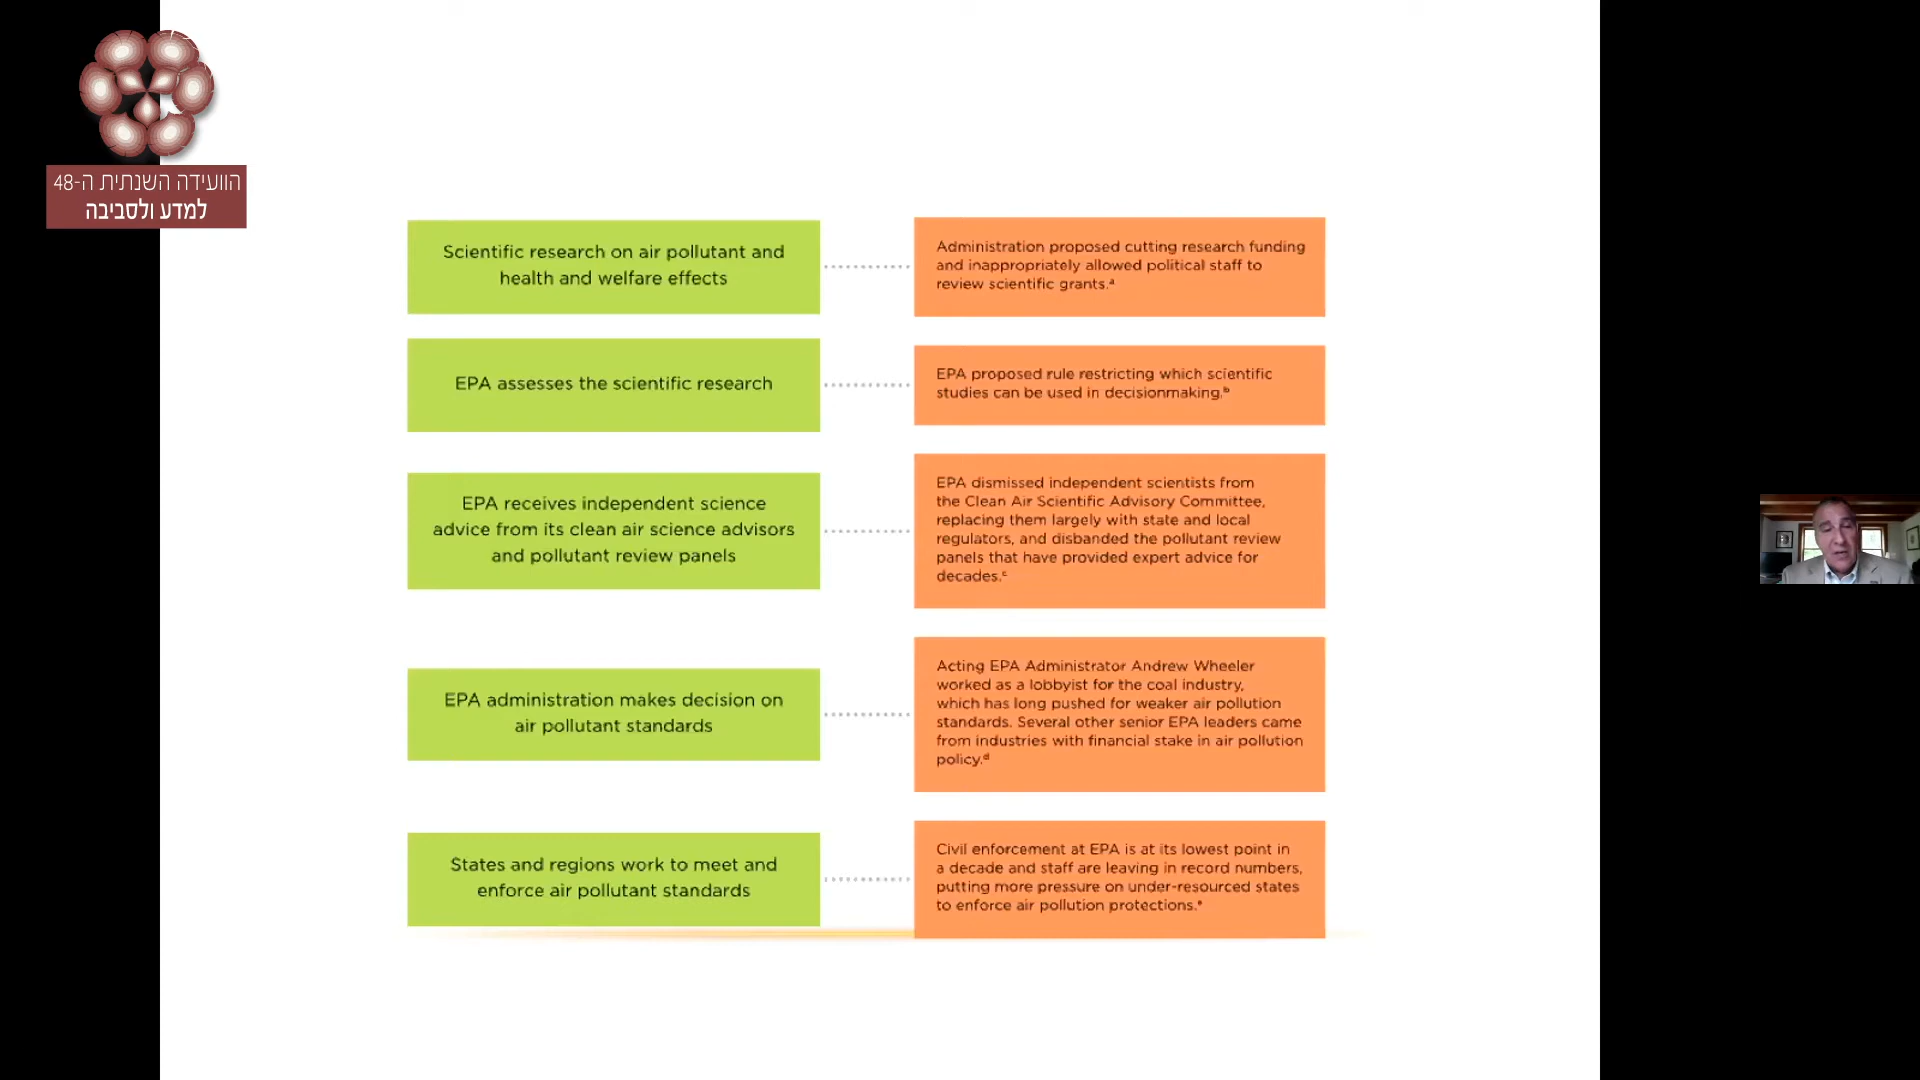 הוועידה השנתית ה-48
למדע ולסביבה
Scientific research on air pollutant and
health and welfare effects
Administration proposed cutting research funding
and inappropriately allowed political staff to
review scientific grants.ᵃ
EPA assesses the scientific research
EPA proposed rule restricting which scientific
studies can be used in decisionmaking.ᵇ
EPA receives independent science
advice from its clean air science advisors
and pollutant review panels
EPA dismissed independent scientists from
the Clean Air Scientific Advisory Committee,
replacing them largely with state and local
regulators, and disbanded the pollutant review
panels that have provided expert advice for
decades.ᶜ
EPA administration makes decision on
air pollutant standards
Acting EPA Administrator Andrew Wheeler
worked as a lobbyist for the coal industry,
which has long pushed for weaker air pollution
standards. Several other senior EPA leaders came
from industries with financial stake in air pollution
policy.ᵈ
States and regions work to meet and
enforce air pollutant standards
Civil enforcement at EPA is at its lowest point in
a decade and staff are leaving in record numbers,
putting more pressure on under-resourced states
to enforce air pollution protections.ᵉ